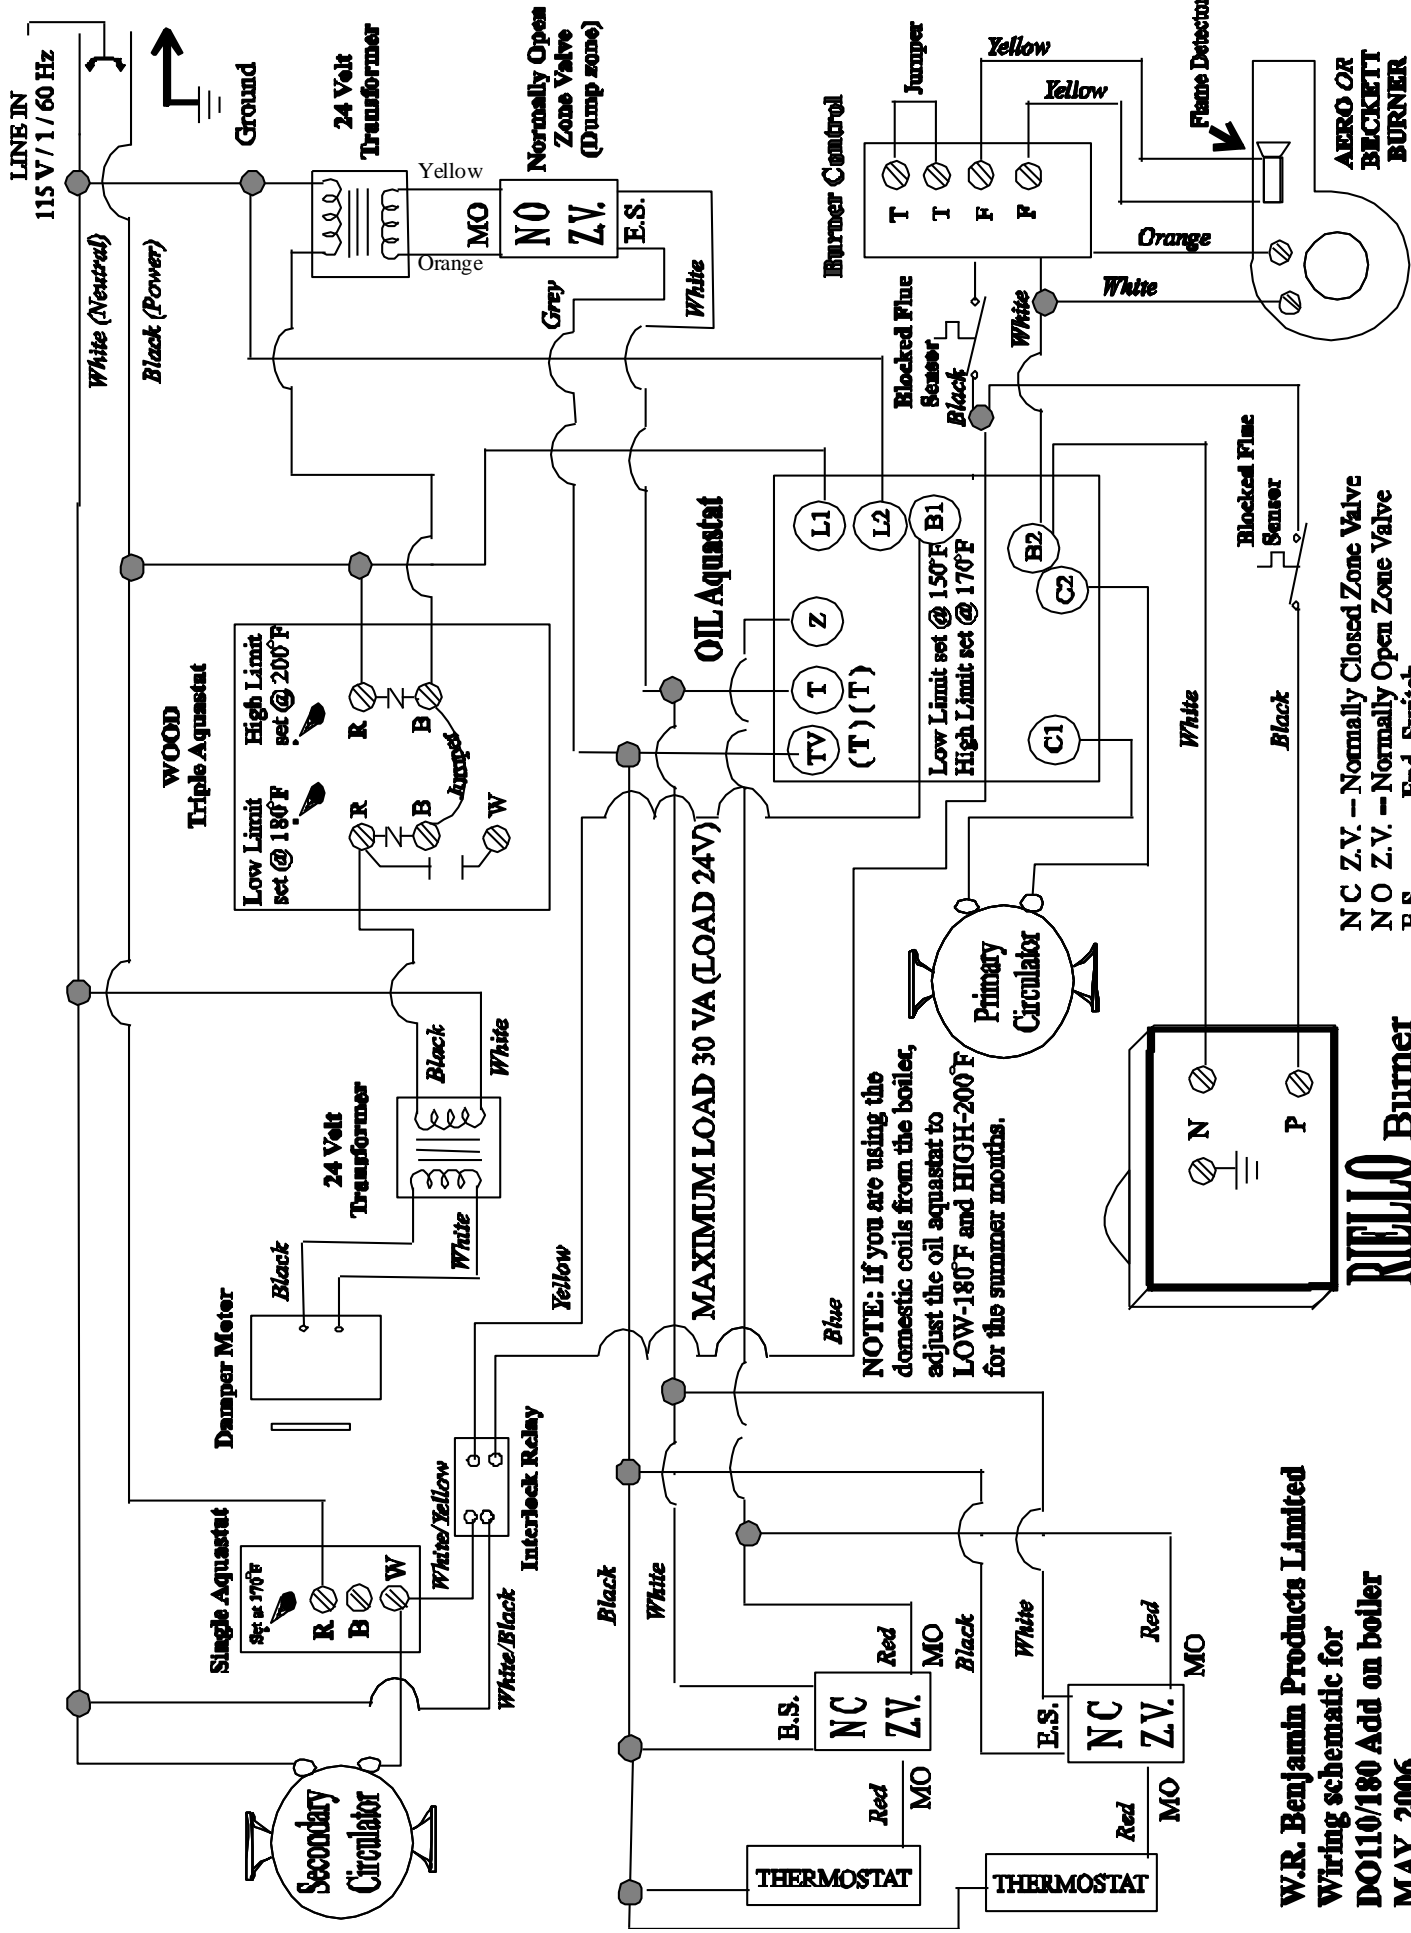 LINE IN
115 V / 1 / 60 Hz
White (Neutral)
Black (Power)
Ground
24 Volt
Tranformer
Yellow
Orange
Normally Open
Zone Valve
(Dump zone)
MO
NO
Z.V.
E.S.
Grey
White
WOOD
Triple Aquastat
Low Limit
set @ 180°F
High Limit
set @ 200°F
R
B
R
B
W
Jumper
24 Volt
Tranformer
Black
White
Black
White
Damper Moter
Single Aquastat
Set at 170°F
R
B
W
White/Yellow
White/Black
Interlock Relay
Yellow
Secondary
Circulator
OIL Aquastat
L1
L2
B1
B2
C2
C1
Z
T
TV
(T)(T)
Low Limit set @ 150°F
High Limit set @ 170°F
MAXIMUM LOAD 30 VA (LOAD 24V)
Blue
NOTE: If you are using the
domestic coils from the boiler,
adjust the oil aquastat to
LOW-180°F and HIGH-200°F
for the summer months.
Primary
Circulator
Burner Control
T
T
F
F
Jumper
Yellow
Yellow
Flame Detector
AERO OR
BECKETT
BURNER
Orange
White
White
Blocked Flue
Sensor
Black
Blocked Flue
Sensor
White
Black
N
P
RIELLO Burner
NC Z.V. -- Normally Closed Zone Valve
NO Z.V. -- Normally Open Zone Valve
Black
White
Red
MO
E.S.
NC
Z.V.
Red
MO
THERMOSTAT
Black
White
Red
MO
E.S.
NC
Z.V.
Red
MO
THERMOSTAT
W.R. Benjamin Products Limited
Wiring schematic for
DO110/180 Add on boiler
MAY, 2006